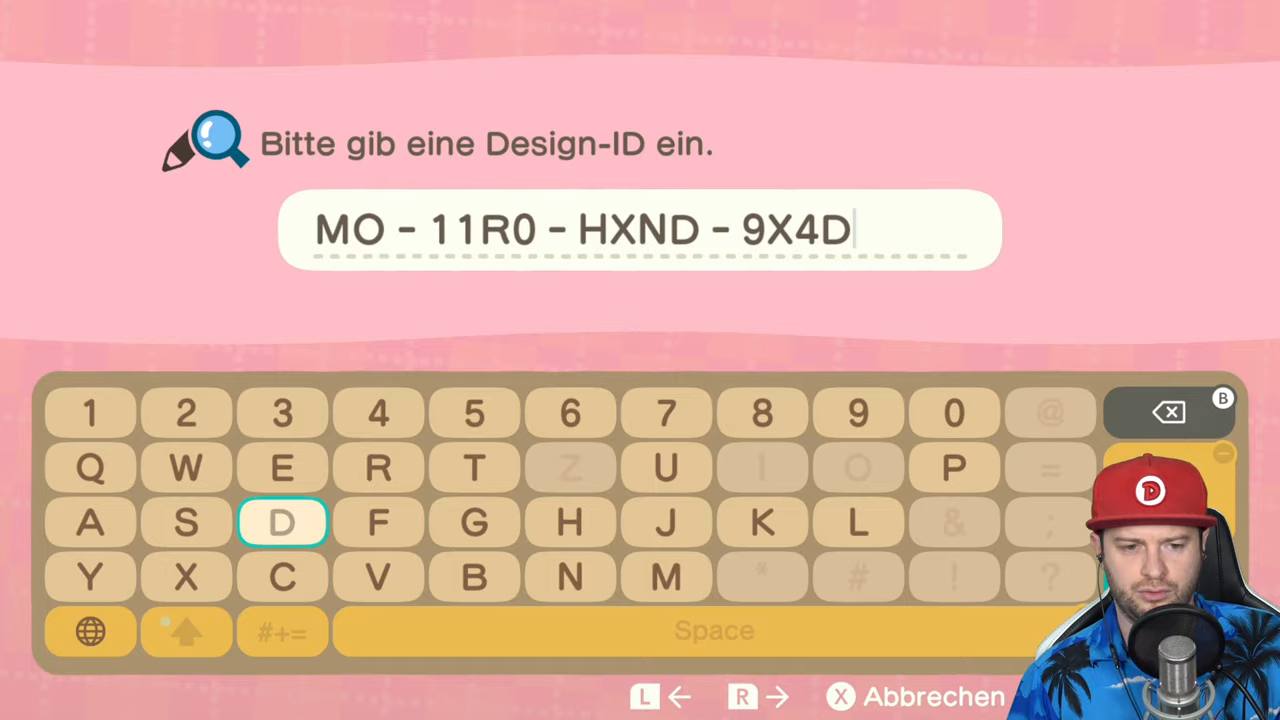 Bitte gib eine Design-ID ein.
MO - 11R0 - HXND - 9X4D
1 2 3 4 5 6 7 8 9 0 @ B
Q W E R T Z U I O P =
A S D F G H J K L & ;
Y X C V B N M * # ! ?
#+= Space
L ← R → X Abbrechen
D